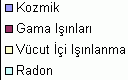 Kozmik
Gama Işınları
Vücut İçi Işınlanma
Radon